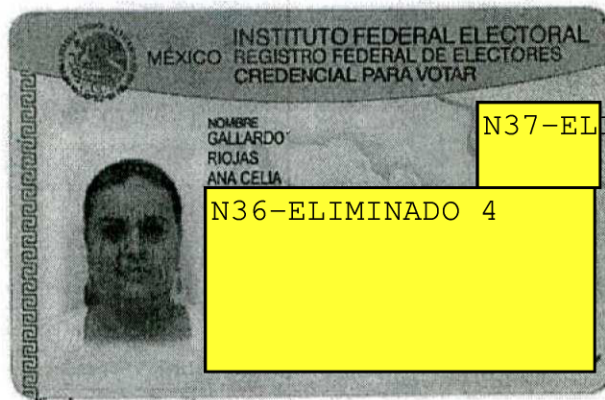 INSTITUTO FEDERAL ELECTORAL
MÉXICO REGISTRO FEDERAL DE ELECTORES
CREDENCIAL PARA VOTAR
NOMBRE
GALLARDO
RIOJAS
ANA CELIA
N37-EL
N36-ELIMINADO 4